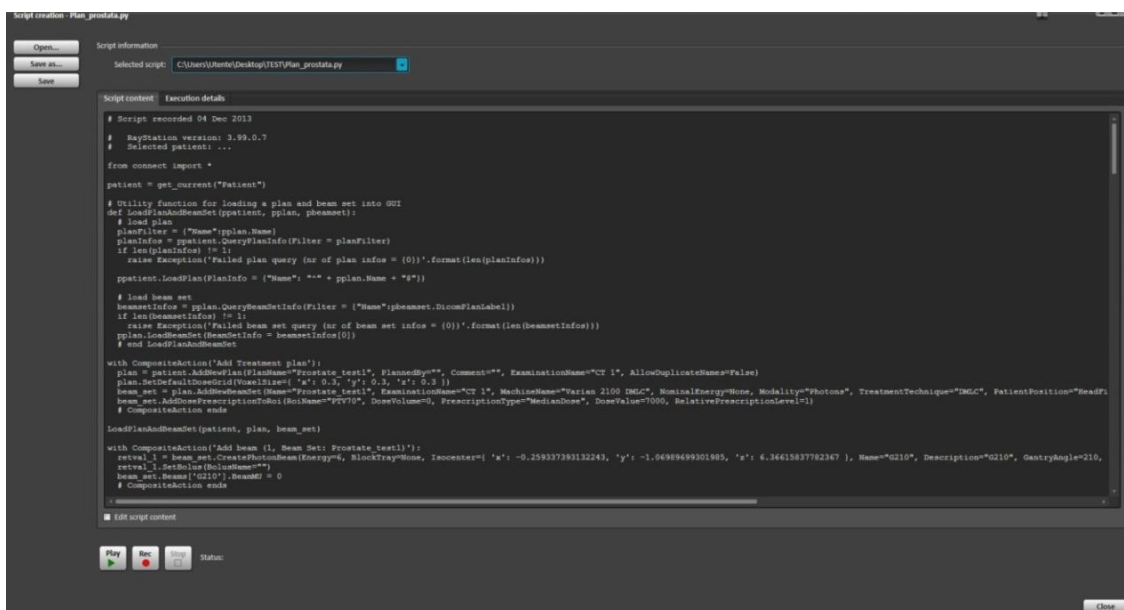 Script creation - Plan_prostata.py
Open...
Save as...
Save
Script information
Selected script: C:\Users\Utente\Desktop\TEST\Plan_prostata.py
Script content Execution details
# Script recorded 04 Dec 2013
# RayStation version: 3.99.0.7
# Selected patient: ...
from connect import *
patient = get_current("Patient")
# Utility function for loading a plan and beam set into GUI
def LoadPlanAndBeamSet(ppatient, pplan, pbeamset):
# load plan
planFilter = {"Name":pplan.Name}
planInfos = ppatient.QueryPlanInfo(Filter = planFilter)
if len(planInfos) != 1:
raise Exception('Failed plan query (nr of plan infos = {0})'.format(len(planInfos)))
ppatient.LoadPlan(PlanInfo = {"Name": "^" + pplan.Name + "$"})
# load beam set
beamsetInfos = pplan.QueryBeamSetInfo(Filter = {"Name":pbeamset.DicomPlanLabel})
if len(beamsetInfos) != 1:
raise Exception('Failed beam set query (nr of beam set infos = {0})'.format(len(beamsetInfos)))
pplan.LoadBeamSet(BeamSetInfo = beamsetInfos[0])
# end LoadPlanAndBeamSet
with CompositeAction('Add Treatment plan'):
plan = patient.AddNewPlan(PlanName="Prostate_test1", PlannedBy="", Comment="", ExaminationName="CT 1", AllowDuplicateNames=False)
plan.SetDefaultDoseGrid(VoxelSize={ 'x': 0.3, 'y': 0.3, 'z': 0.3 })
beam_set = plan.AddNewBeamSet(Name="Prostate_test1", ExaminationName="CT 1", MachineName="Varian 2100 DMLC", NominalEnergy=None, Modality="Photons", TreatmentTechnique="DMLC", PatientPosition="HeadFi
beam_set.AddDosePrescriptionToRoi(RoiName="PTV70", DoseVolume=0, PrescriptionType="MedianDose", DoseValue=7000, RelativePrescriptionLevel=1)
# CompositeAction ends
LoadPlanAndBeamSet(patient, plan, beam_set)
with CompositeAction('Add beam (1, Beam Set: Prostate_test1)'):
retval_1 = beam_set.CreatePhotonBeam(Energy=6, BlockTray=None, Isocenter={ 'x': -0.259337393132243, 'y': -1.06989699301985, 'z': 6.36615837782367 }, Name="G210", Description="G210", GantryAngle=210,
retval_1.SetBolus(BolusName="")
beam_set.Beams['G210'].BeamMU = 0
# CompositeAction ends
Edit script content
Play Rec Stop Status:
Close